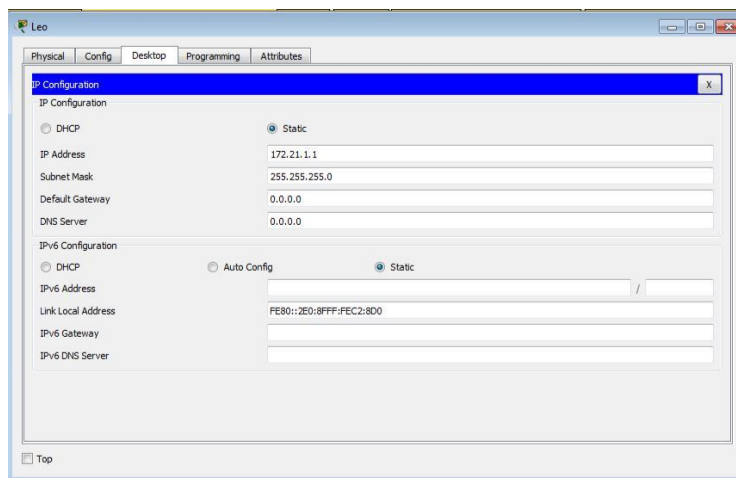 Leo
Physical Config Desktop Programming Attributes
IP Configuration X
IP Configuration
DHCP Static
IP Address 172.21.1.1
Subnet Mask 255.255.255.0
Default Gateway 0.0.0.0
DNS Server 0.0.0.0
IPv6 Configuration
DHCP Auto Config Static
IPv6 Address /
Link Local Address FE80::2E0:8FFF:FEC2:8D0
IPv6 Gateway
IPv6 DNS Server
Top